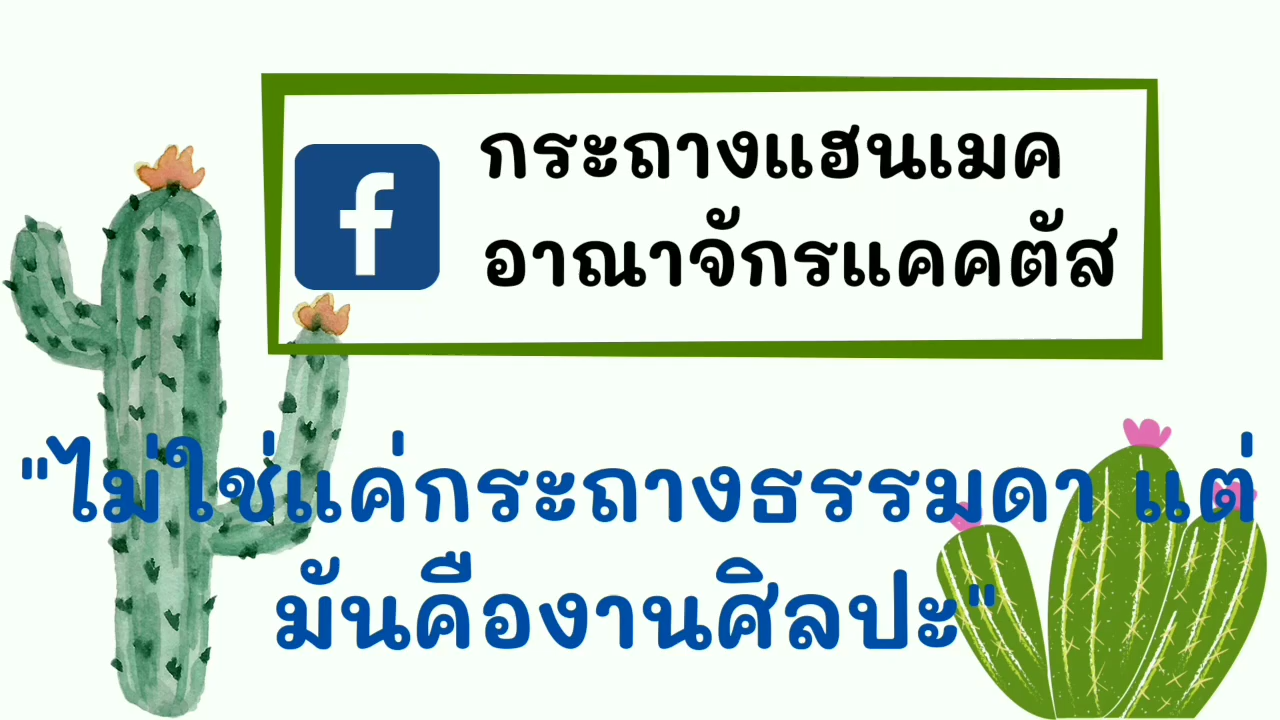 กระถางแฮนเมค
อาณาจักรแคคตัส
"ไม่ใช่แค่กระถางธรรมดา แต่
มันคืองานศิลปะ"